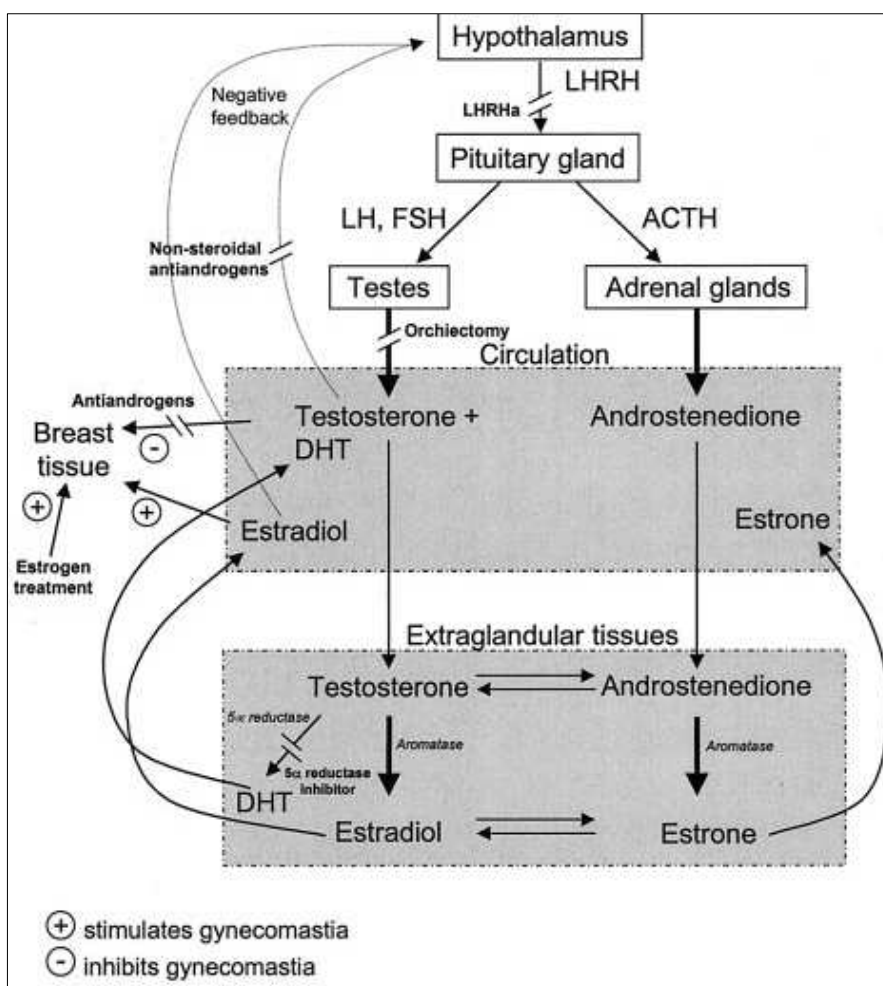 Hypothalamus
LHRH
Negative
feedback
LHRHa
Pituitary gland
LH, FSH
ACTH
Non-steroidal
antiandrogens
Testes
Adrenal glands
Orchiectomy
Circulation
Antiandrogens
Testosterone +
DHT
Androstenedione
Breast
tissue
-
+
+
Estradiol
Estrone
Estrogen
treatment
Extraglandular tissues
Testosterone
Androstenedione
5α reductase
Aromatase
Aromatase
5α reductase
inhibitor
DHT
Estradiol
Estrone
+ stimulates gynecomastia
- inhibits gynecomastia